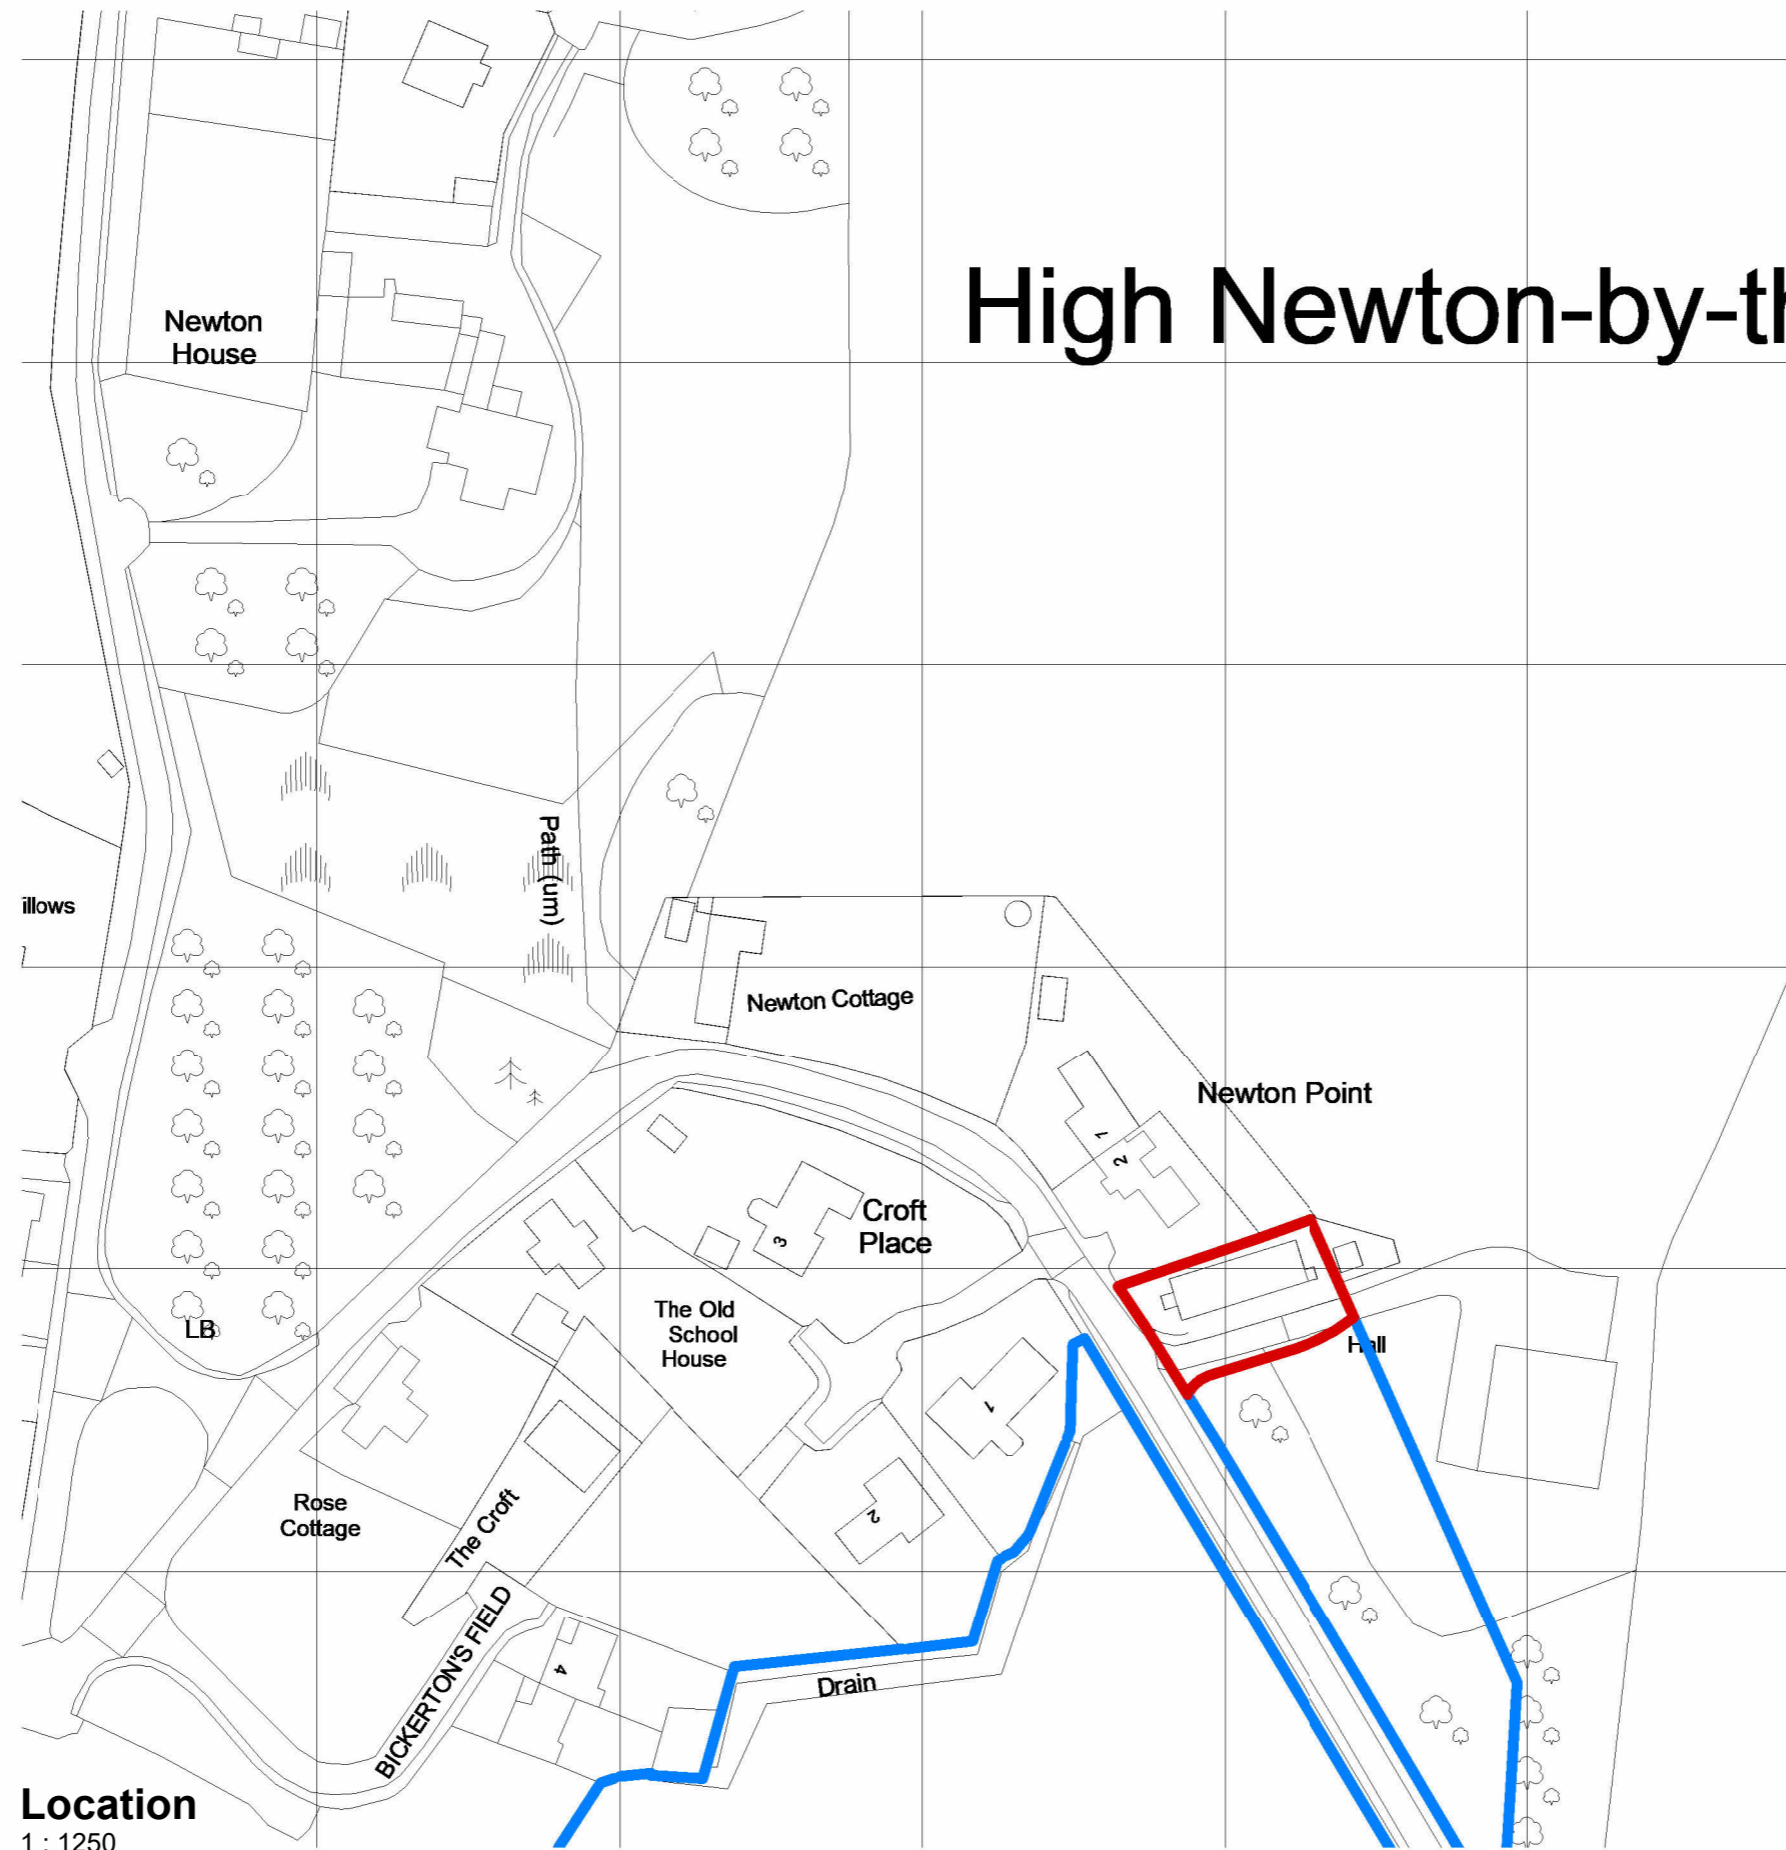 High Newton-by-th
Newton
House
Path (um)
illows
Newton Cottage
Newton Point
1
2
3
Croft
Place
LB
The Old
School
House
Hall
1
2
Rose
Cottage
The Croft
BICKERTON'S FIELD
4
Drain
Location
1 : 1250